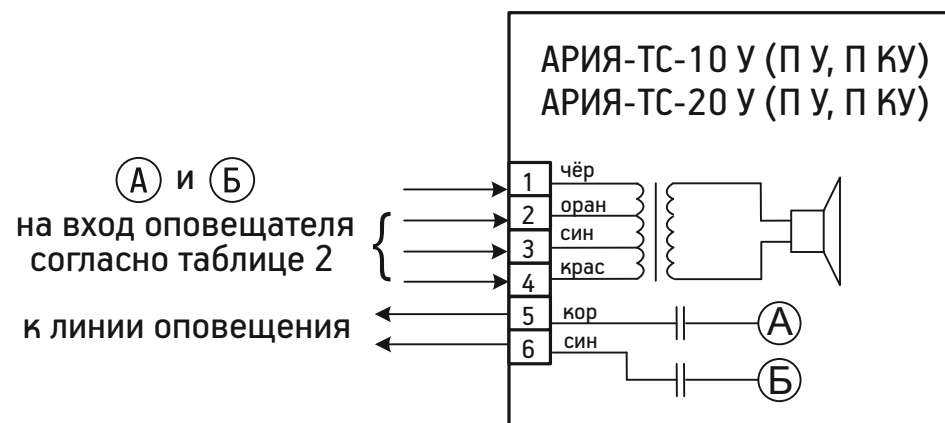 АРИЯ-ТС-10 У (П У, П КУ)
АРИЯ-ТС-20 У (П У, П КУ)
А и Б
на вход оповещателя
согласно таблице 2
к линии оповещения
1 чёр
2 оран
3 син
4 крас
5 кор
6 син
А
Б